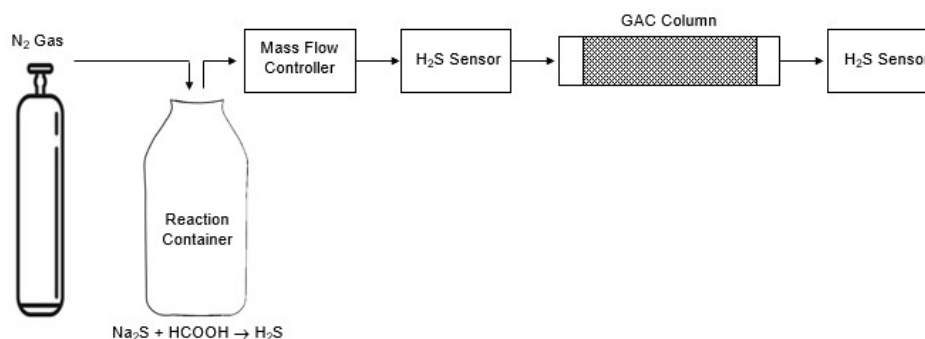 N₂ Gas
Mass Flow
Controller
H₂S Sensor
GAC Column
H₂S Sensor
Reaction
Container
Na₂S + HCOOH → H₂S